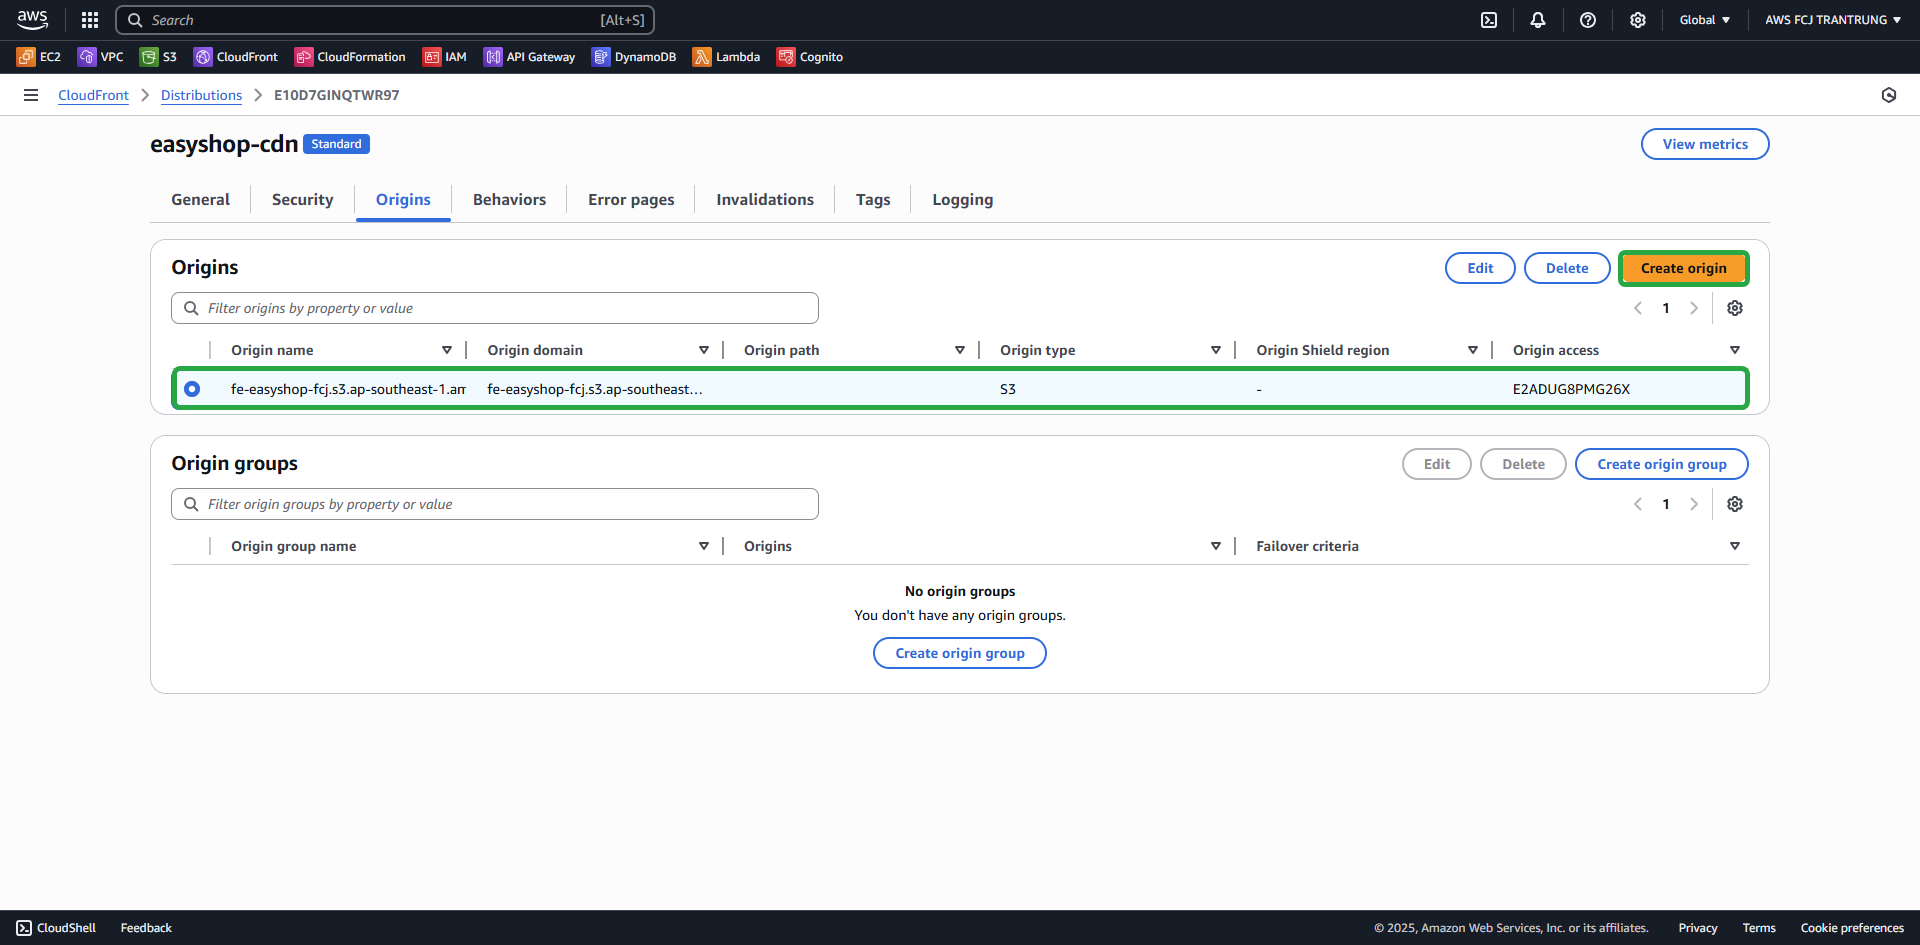 aws Search [Alt+S] Global AWS FCJ TRANTRUNG
EC2 VPC S3 CloudFront CloudFormation IAM API Gateway DynamoDB Lambda Cognito
CloudFront Distributions E10D7GINQTWR97
easyshop-cdn Standard View metrics
General Security Origins Behaviors Error pages Invalidations Tags Logging
Origins Edit Delete Create origin
Filter origins by property or value 1
Origin name Origin domain Origin path Origin type Origin Shield region Origin access
fe-easyshop-fcj.s3.ap-southeast-1.am fe-easyshop-fcj.s3.ap-southeast... S3 - E2ADUG8PMG26X
Origin groups Edit Delete Create origin group
Filter origin groups by property or value 1
Origin group name Origins Failover criteria
No origin groups
You don't have any origin groups.
Create origin group
CloudShell Feedback © 2025, Amazon Web Services, Inc. or its affiliates. Privacy Terms Cookie preferences